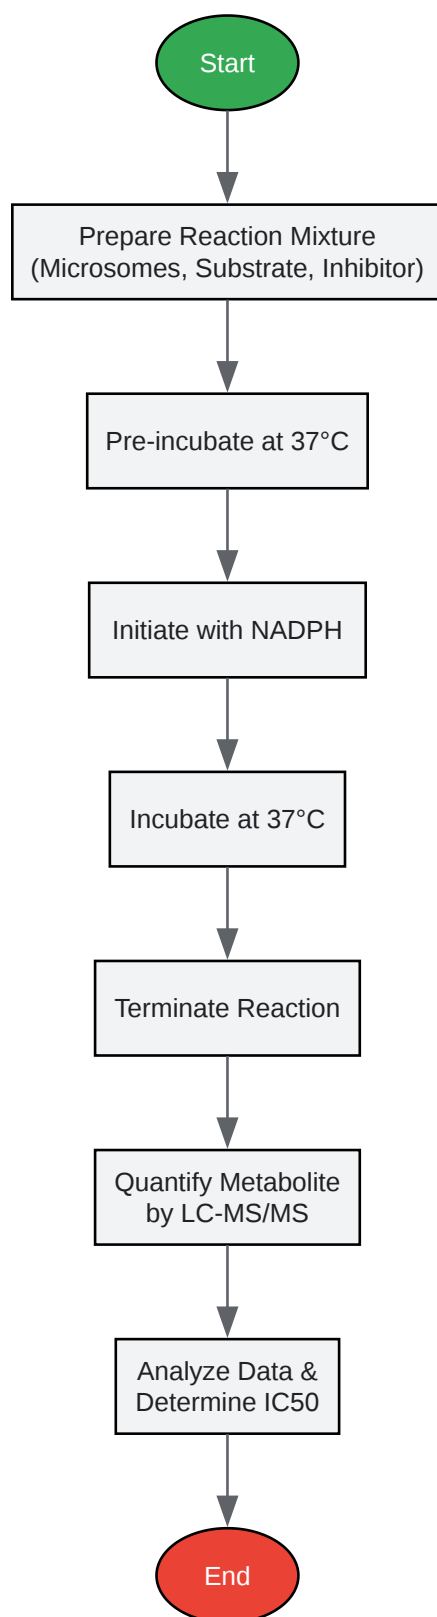 Start
Prepare Reaction Mixture
(Microsomes, Substrate, Inhibitor)
Pre-incubate at 37°C
Initiate with NADPH
Incubate at 37°C
Terminate Reaction
Quantify Metabolite
by LC-MS/MS
Analyze Data &
Determine IC50
End